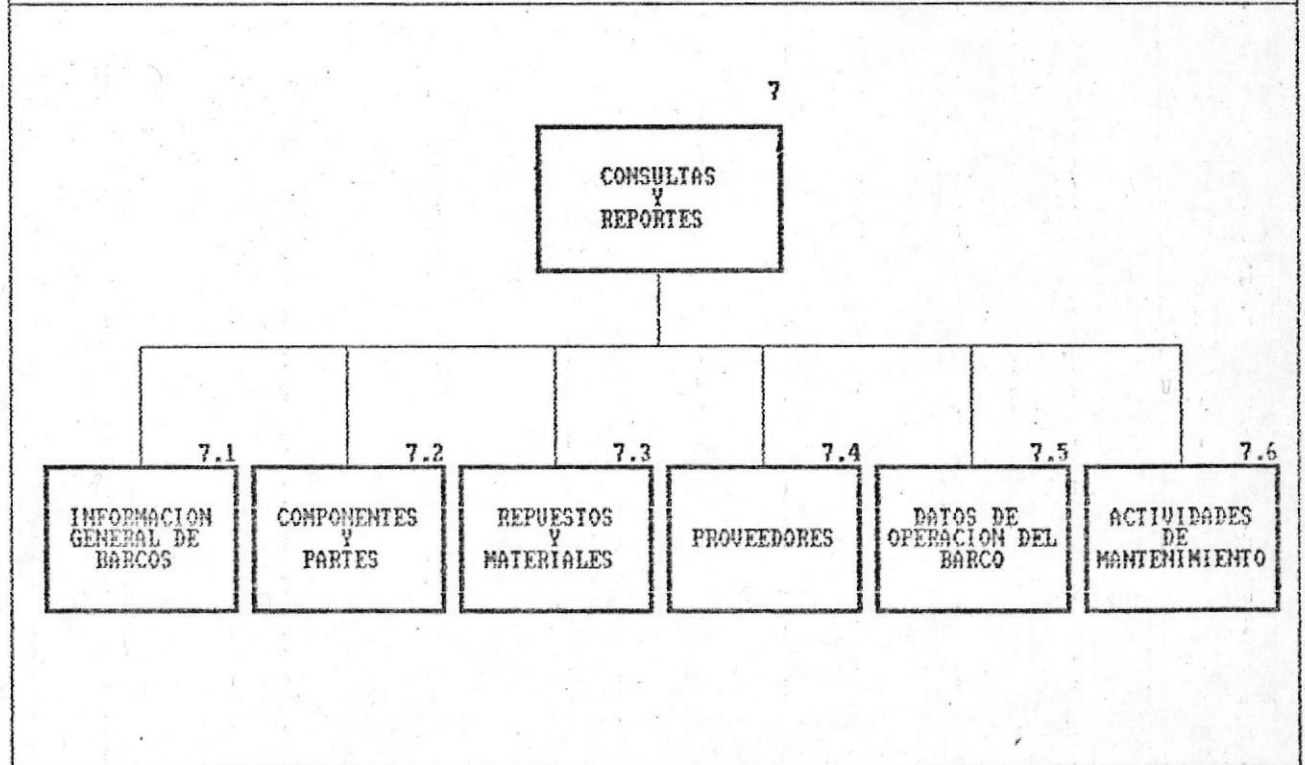 7
CONSULTAS
Y
REPORTES
7.1
INFORMACION
GENERAL DE
BARCOS
7.2
COMPONENTES
Y
PARTES
7.3
REPUESTOS
Y
MATERIALES
7.4
PROVEEDORES
7.5
DATOS DE
OPERACION DEL
BARCO
7.6
ACTIVIDADES
DE
MANTENIMIENTO